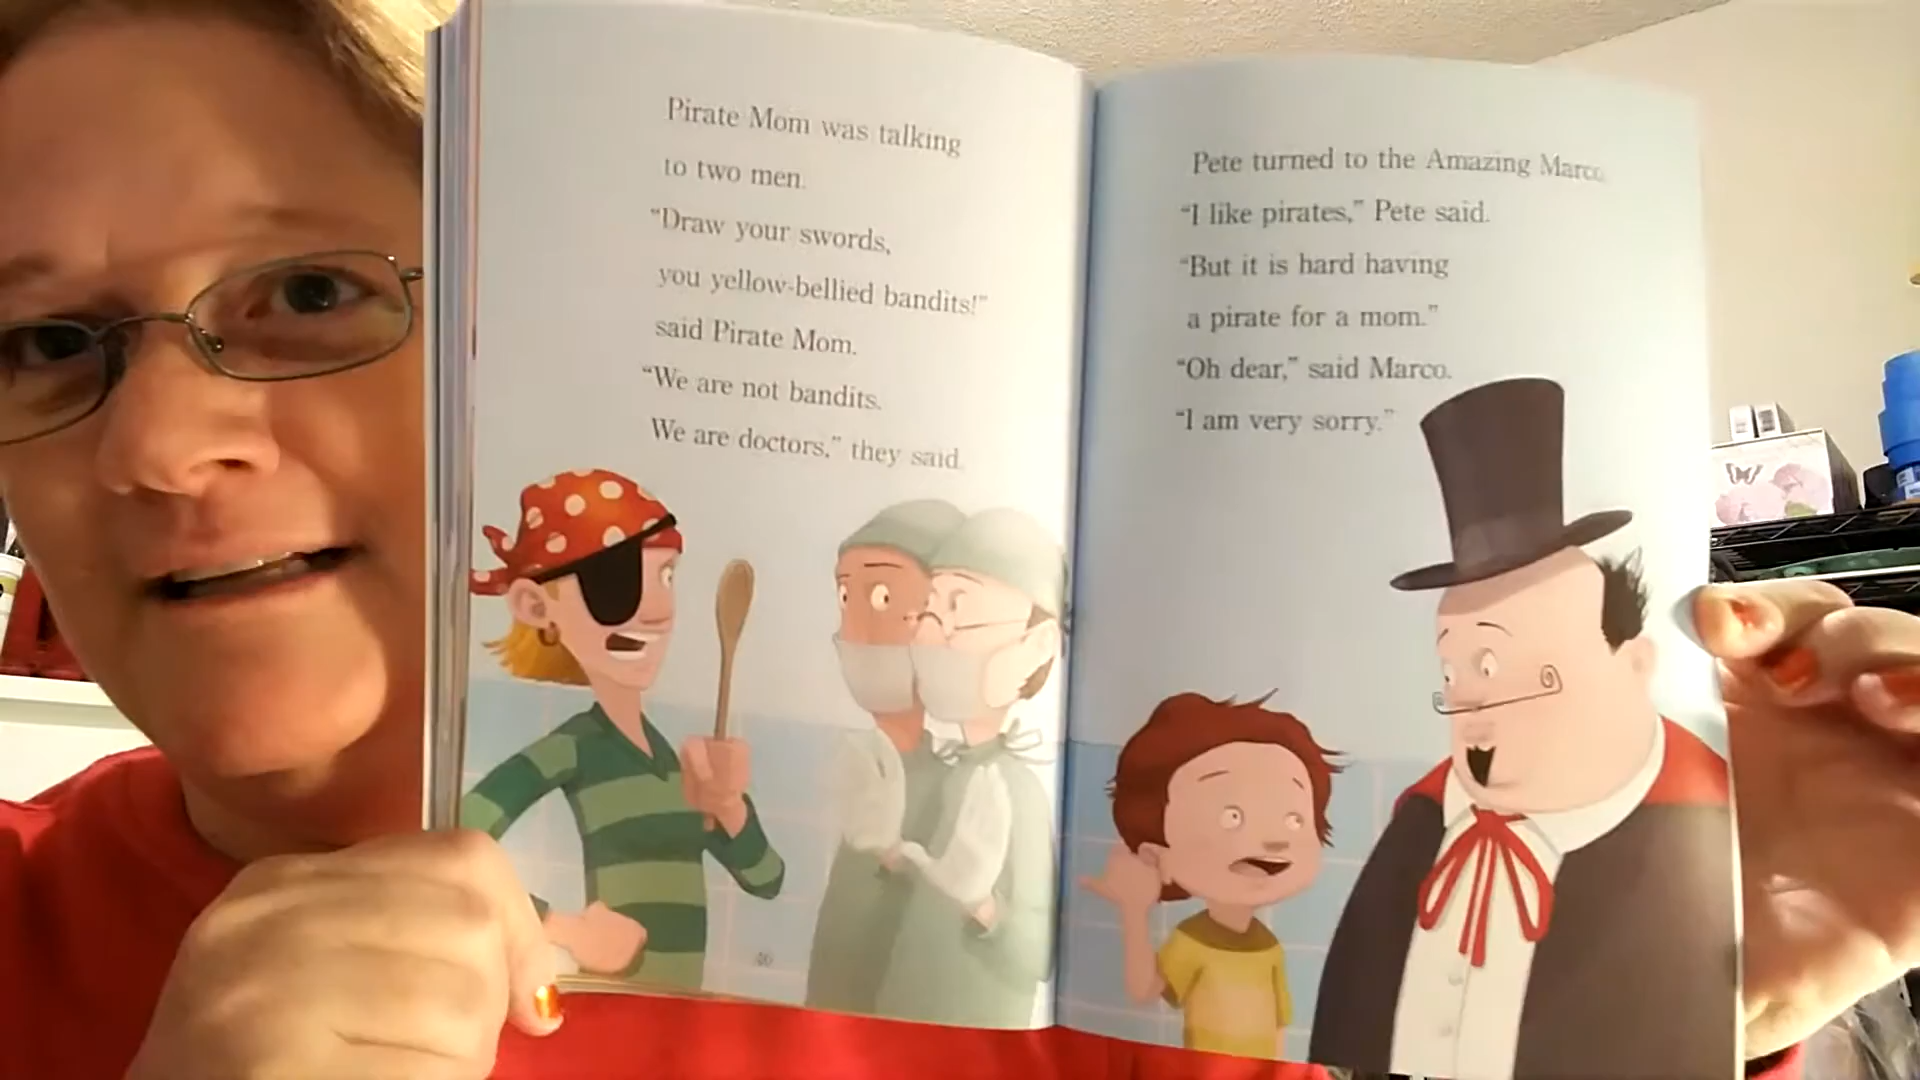 Pirate Mom was talking
to two men.
“Draw your swords,
you yellow-bellied bandits!”
said Pirate Mom.
“We are not bandits.
We are doctors,” they said.
40
Pete turned to the Amazing Marco.
“I like pirates,” Pete said.
“But it is hard having
a pirate for a mom.”
“Oh dear,” said Marco.
“I am very sorry.”